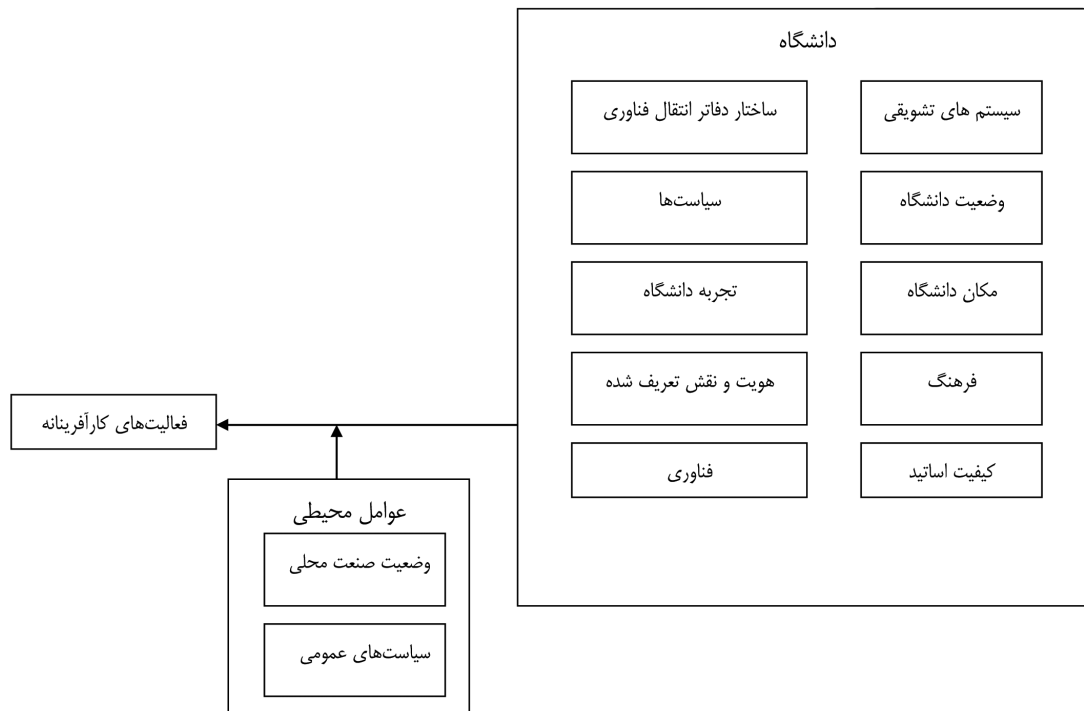 دانشگاه
سیستم های تشویقی
ساختار دفاتر انتقال فناوری
وضعیت دانشگاه
سیاست‌ها
مکان دانشگاه
تجربه دانشگاه
فرهنگ
هویت و نقش تعریف شده
کیفیت اساتید
فناوری
فعالیت‌های کارآفرینانه
عوامل محیطی
وضعیت صنعت محلی
سیاست‌های عمومی